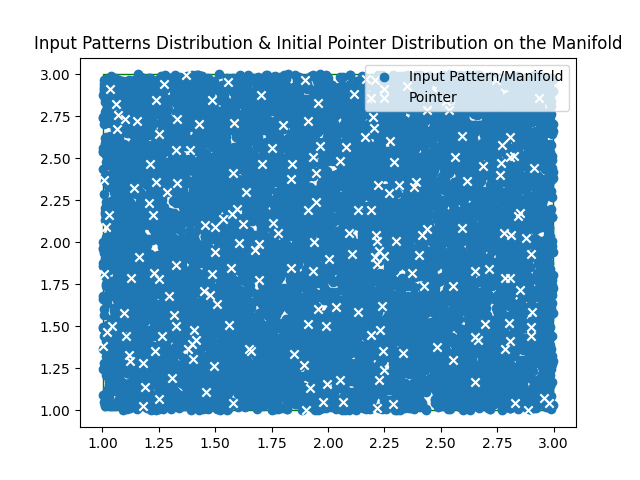 Input Patterns Distribution & Initial Pointer Distribution on the Manifold
Input Pattern/Manifold
Pointer
3.00
2.75
2.50
2.25
2.00
1.75
1.50
1.25
1.00
1.00 1.25 1.50 1.75 2.00 2.25 2.50 2.75 3.00